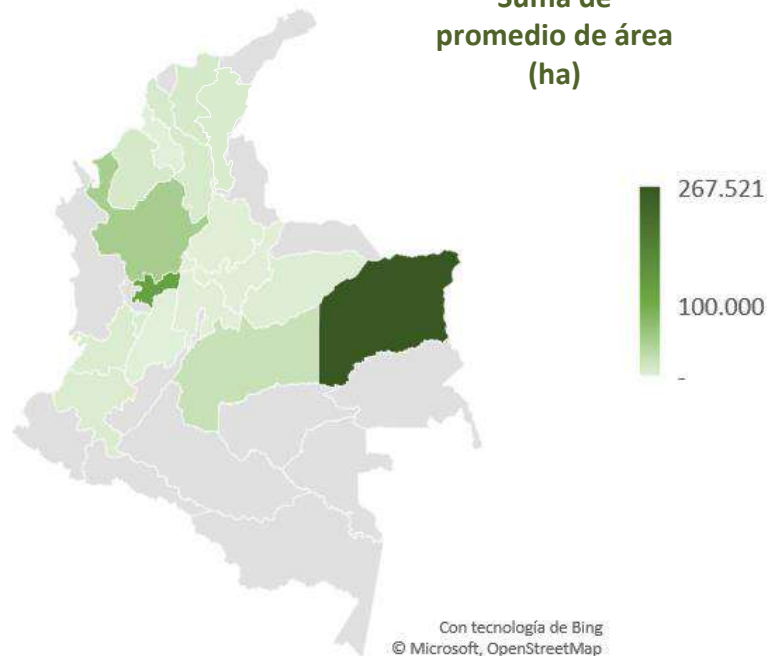 Suma de
promedio de área
(ha)
267.521
100.000
-
Con tecnología de Bing
© Microsoft, OpenStreetMap